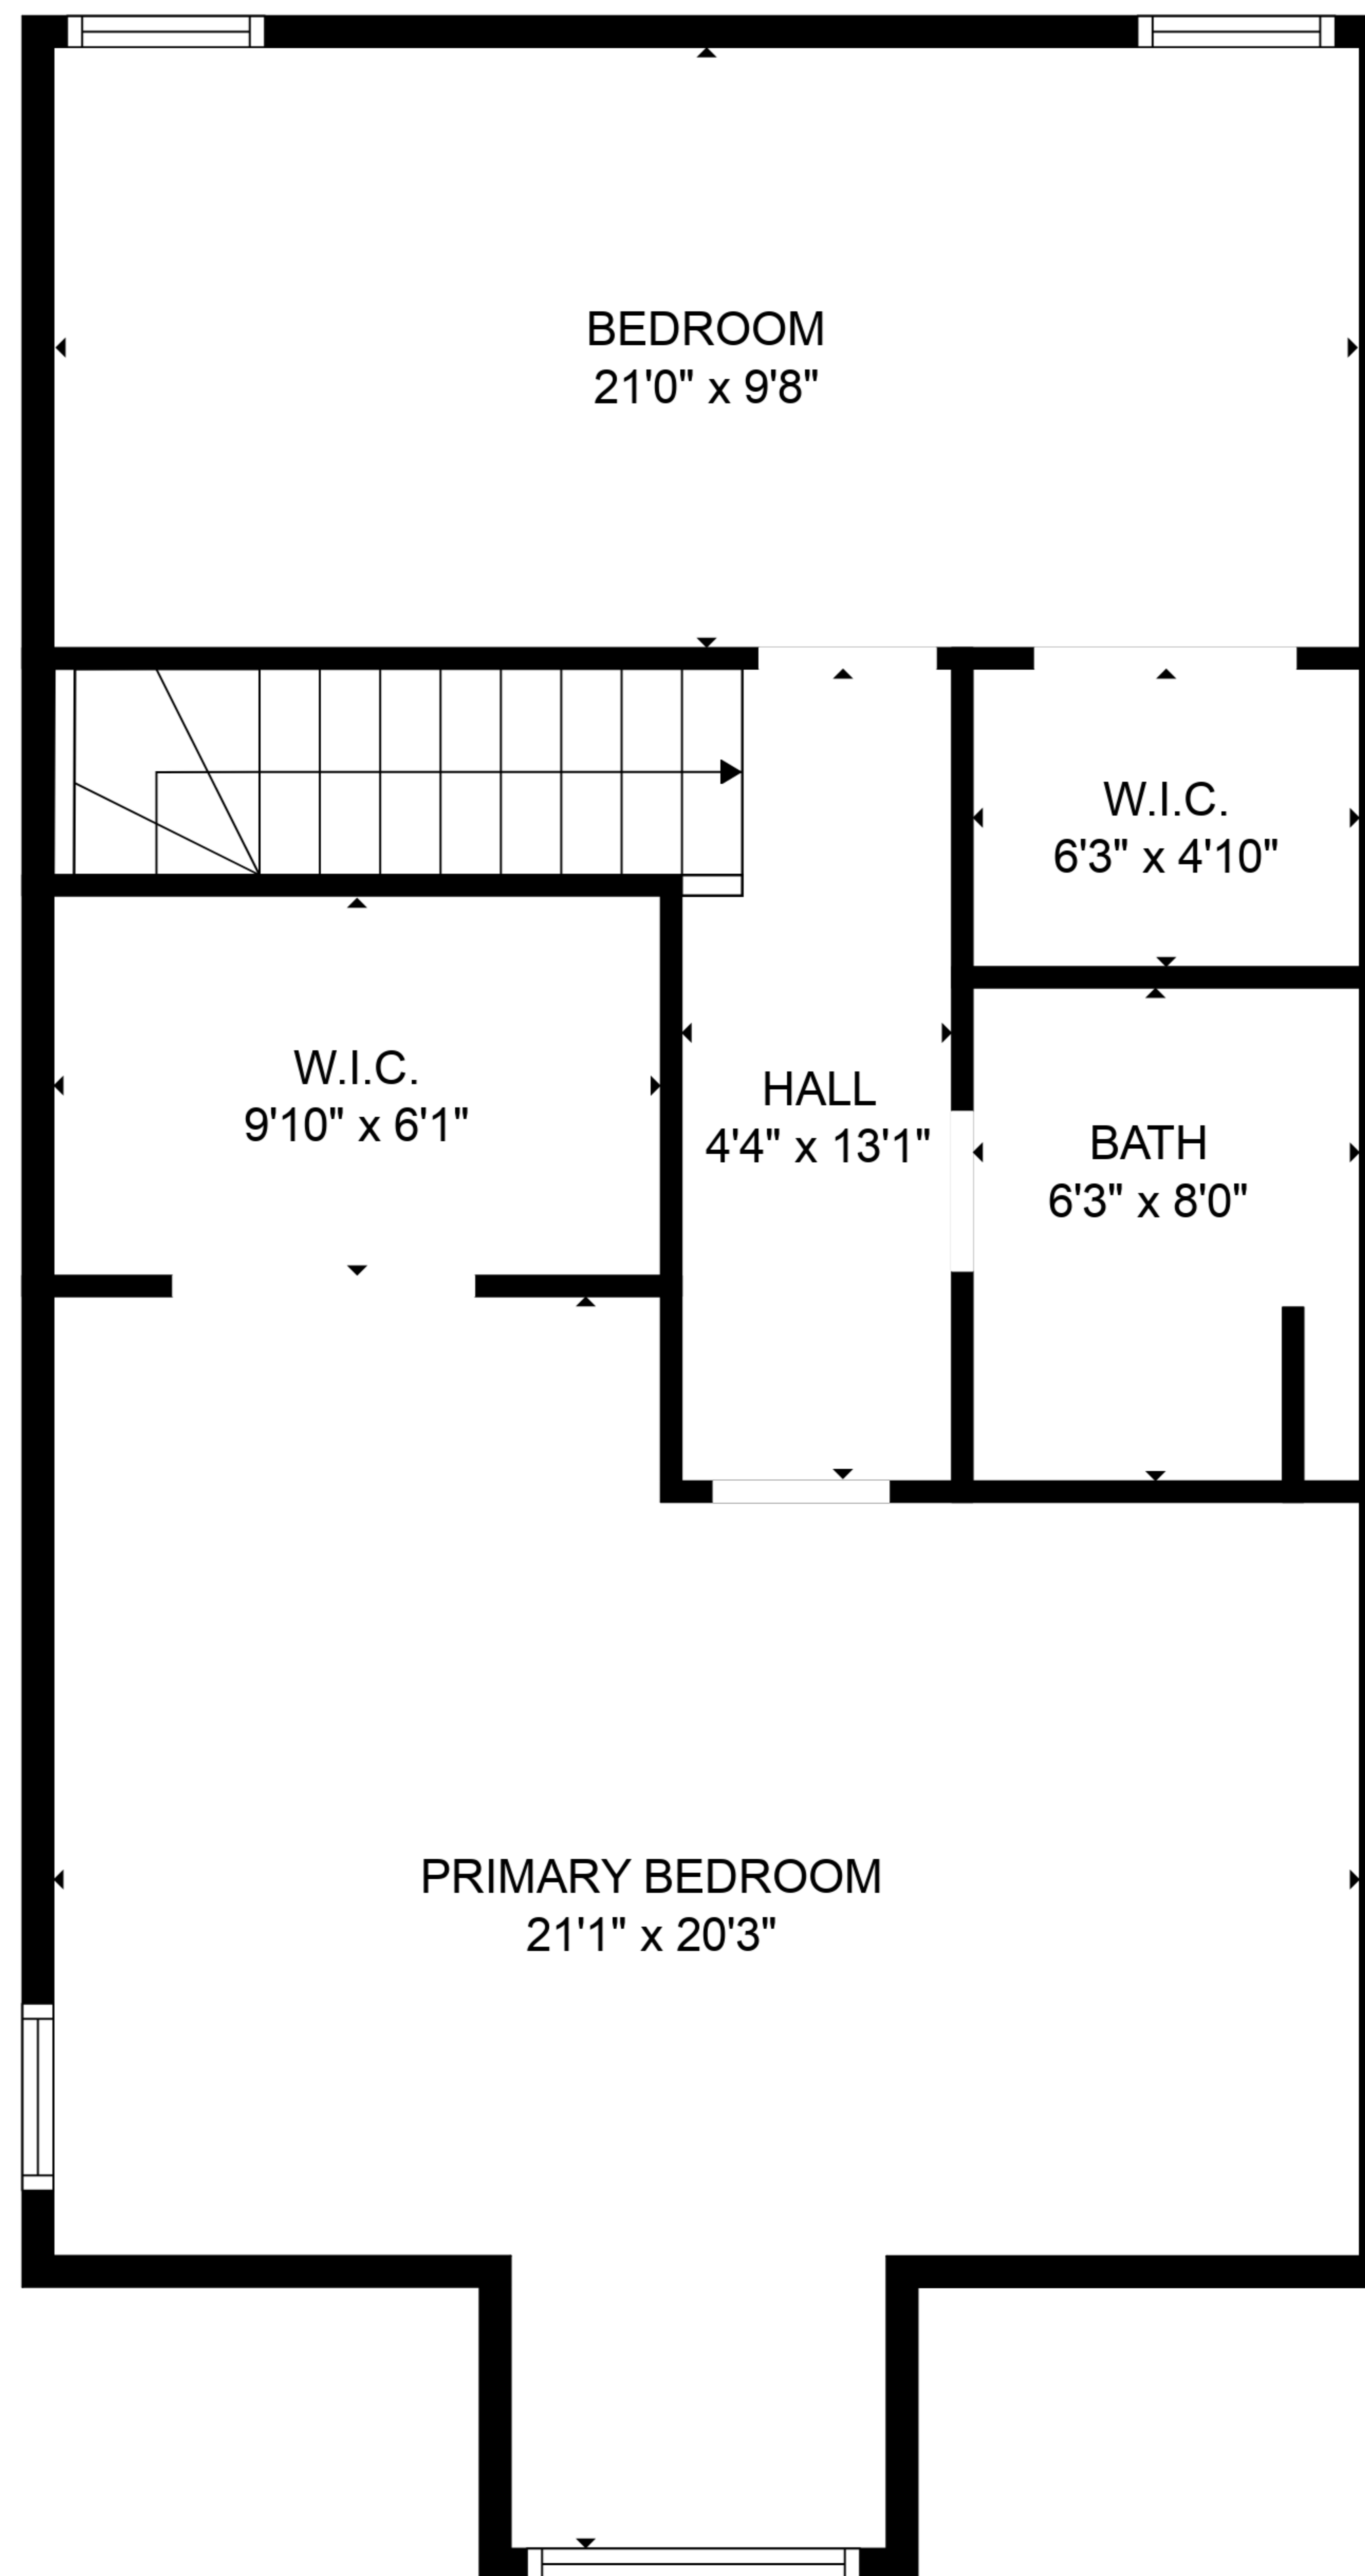 BEDROOM
21'0" x 9'8"
W.I.C.
6'3" x 4'10"
W.I.C.
9'10" x 6'1"
HALL
4'4" x 13'1"
BATH
6'3" x 8'0"
PRIMARY BEDROOM
21'1" x 20'3"